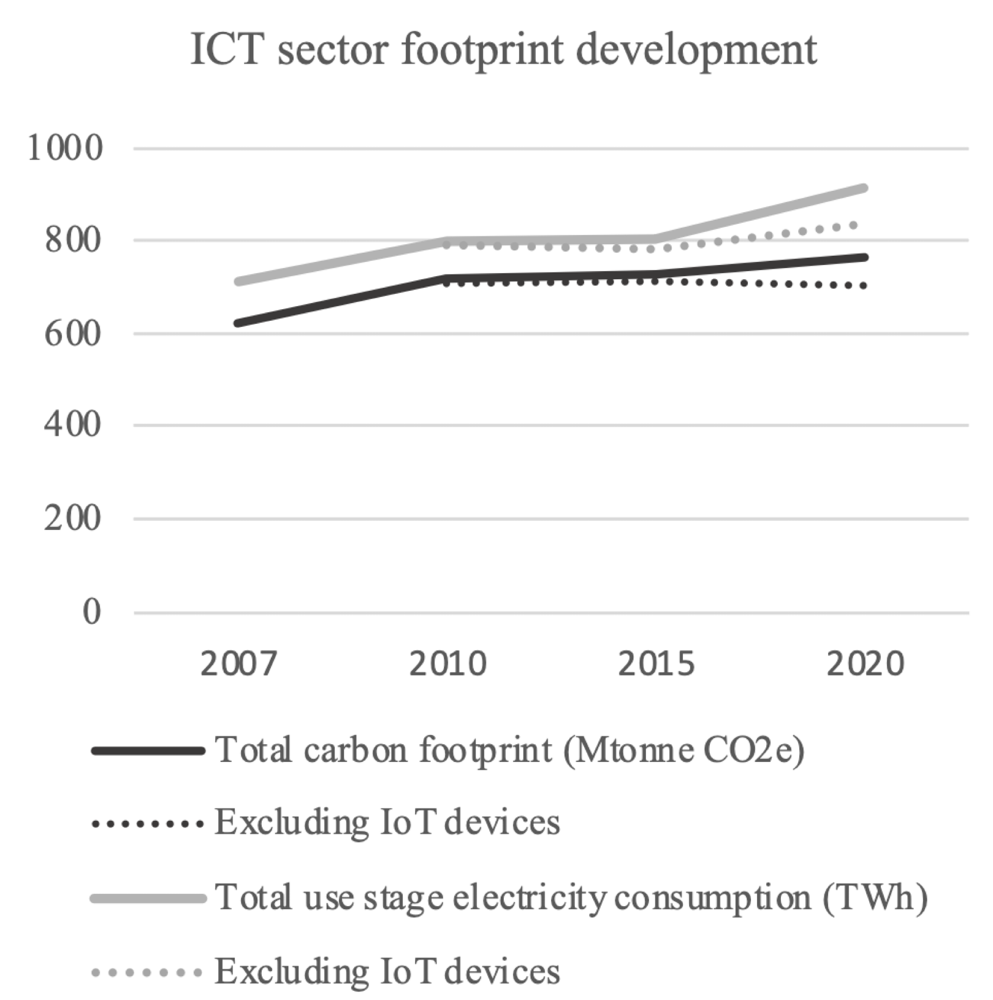 ICT sector footprint development
1000
800
600
400
200
0
2007 2010 2015 2020
Total carbon footprint (Mtonne CO2e)
Excluding IoT devices
Total use stage electricity consumption (TWh)
Excluding IoT devices